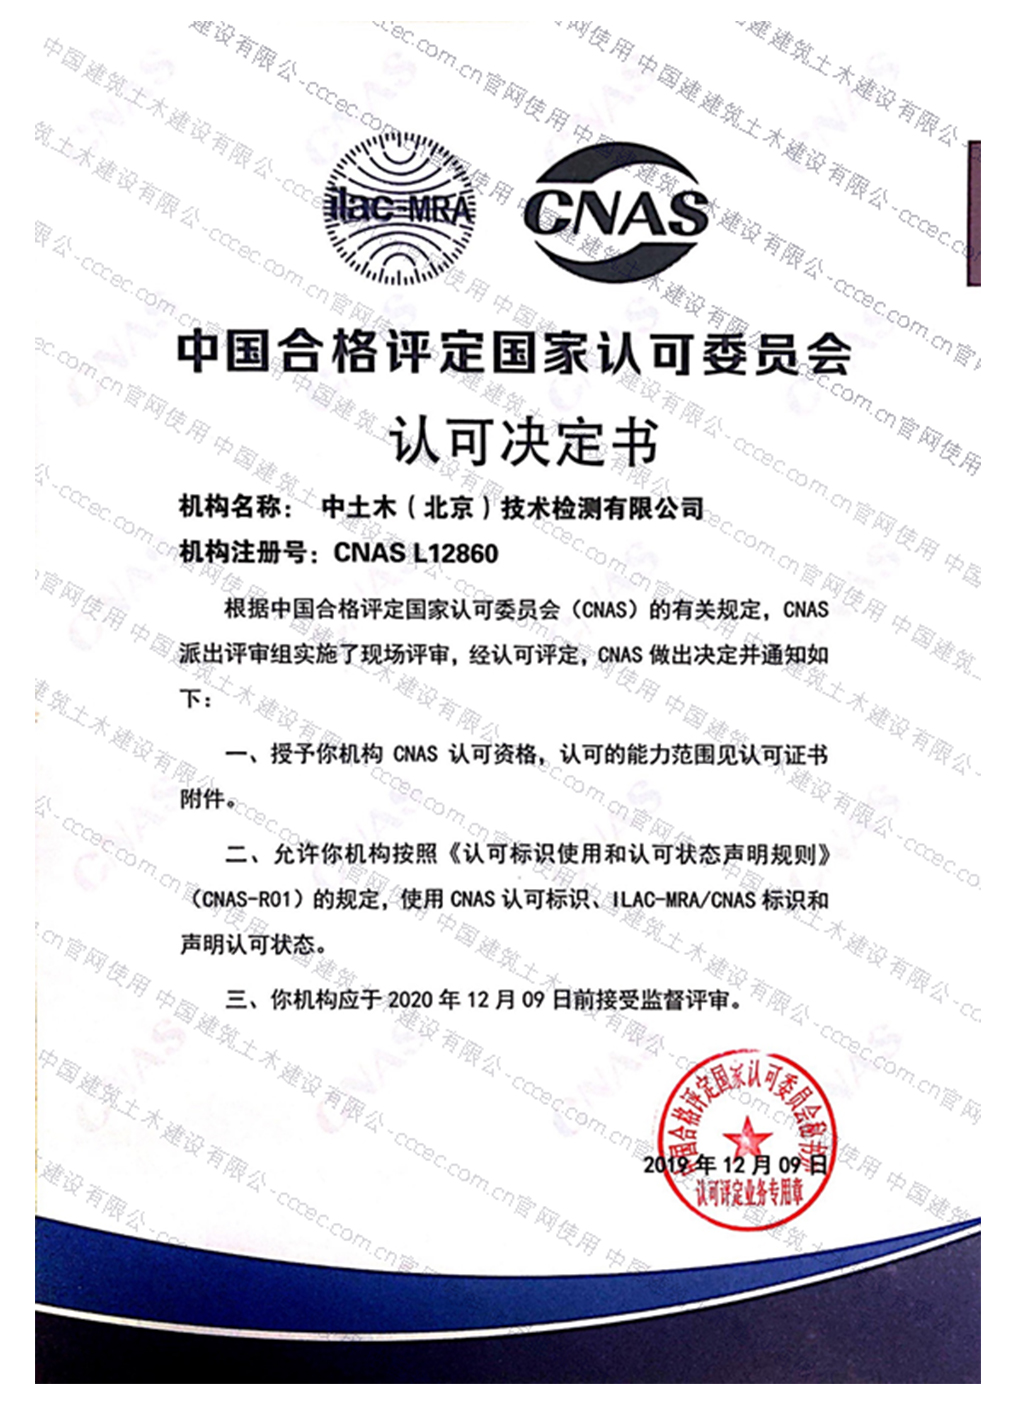 ilac-MRA
CNAS
中国合格评定国家认可委员会
认可决定书
机构名称： 中土木（北京）技术检测有限公司
机构注册号：CNAS L12860
根据中国合格评定国家认可委员会（CNAS）的有关规定，CNAS
派出评审组实施了现场评审，经认可评定，CNAS 做出决定并通知如
下：
一、授予你机构 CNAS 认可资格，认可的能力范围见认可证书
附件。
二、允许你机构按照《认可标识使用和认可状态声明规则》
（CNAS-R01）的规定，使用 CNAS 认可标识、ILAC-MRA/CNAS 标识和
声明认可状态。
三、你机构应于 2020 年 12 月 09 日前接受监督评审。
中国合格评定国家认可委员会秘书处
2019 年 12 月 09 日
认可评定业务专用章
中国建筑土木建设有限公-cccec.com.cn官网使用